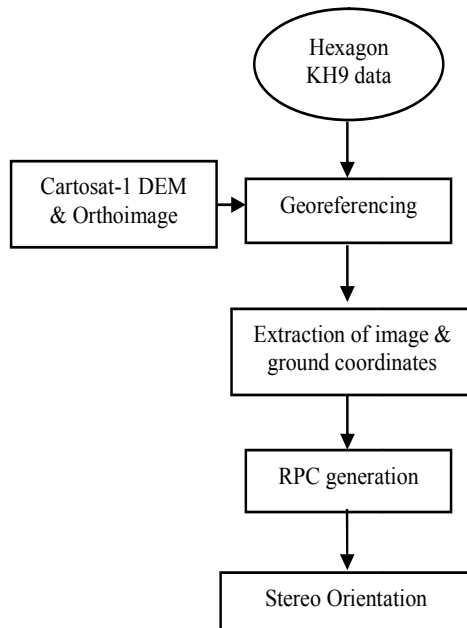 Hexagon
KH9 data
Cartosat-1 DEM
& Orthoimage
Georeferencing
Extraction of image &
ground coordinates
RPC generation
Stereo Orientation